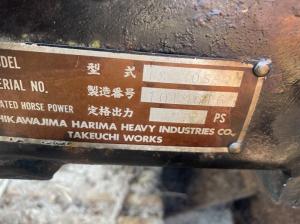 ODEL 型式
ERIAL NO. 製造番号
ATED HORSE POWER 定格出力 PS
HIKAWAJIMA HARIMA HEAVY INDUSTRIES CO.,
TAKEUCHI WORKS